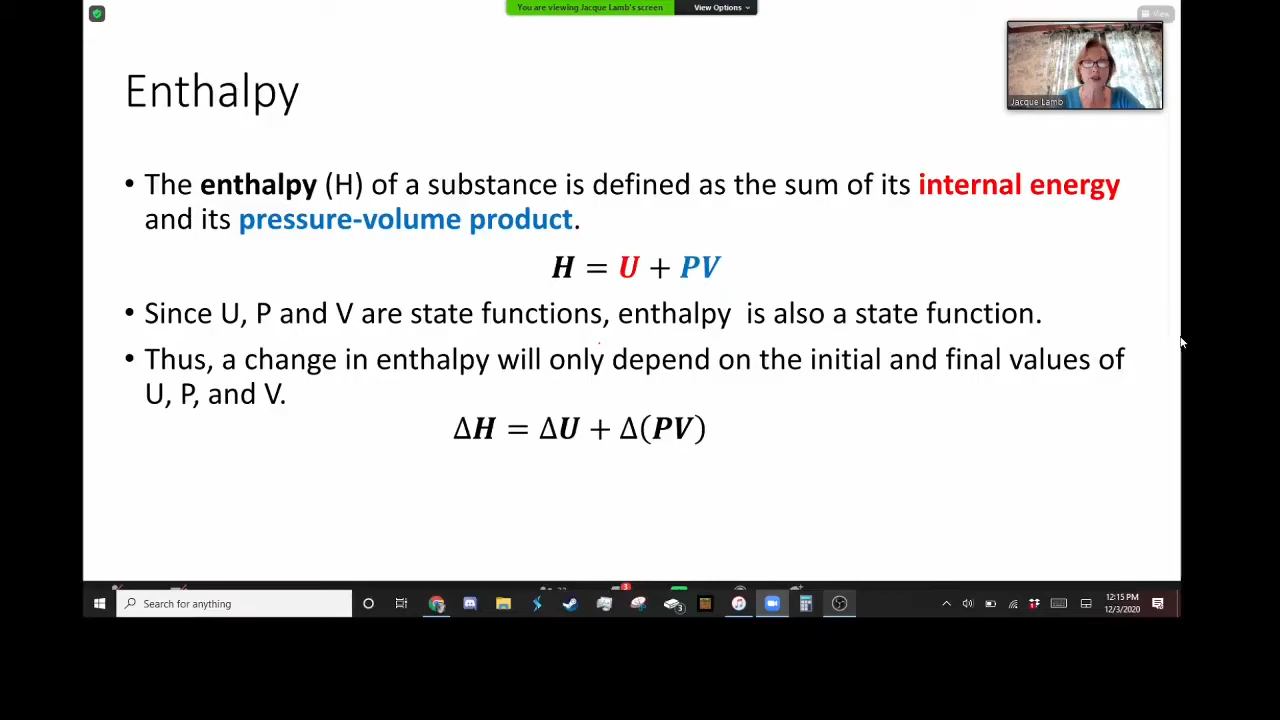 You are viewing Jacque Lamb's screen
View Options
View
Jacque Lamb
Enthalpy
• The enthalpy (H) of a substance is defined as the sum of its internal energy
and its pressure-volume product.
H = U + PV
• Since U, P and V are state functions, enthalpy is also a state function.
• Thus, a change in enthalpy will only depend on the initial and final values of
U, P, and V.
ΔH = ΔU + Δ(PV)
Search for anything
3
3
12:15 PM
12/3/2020